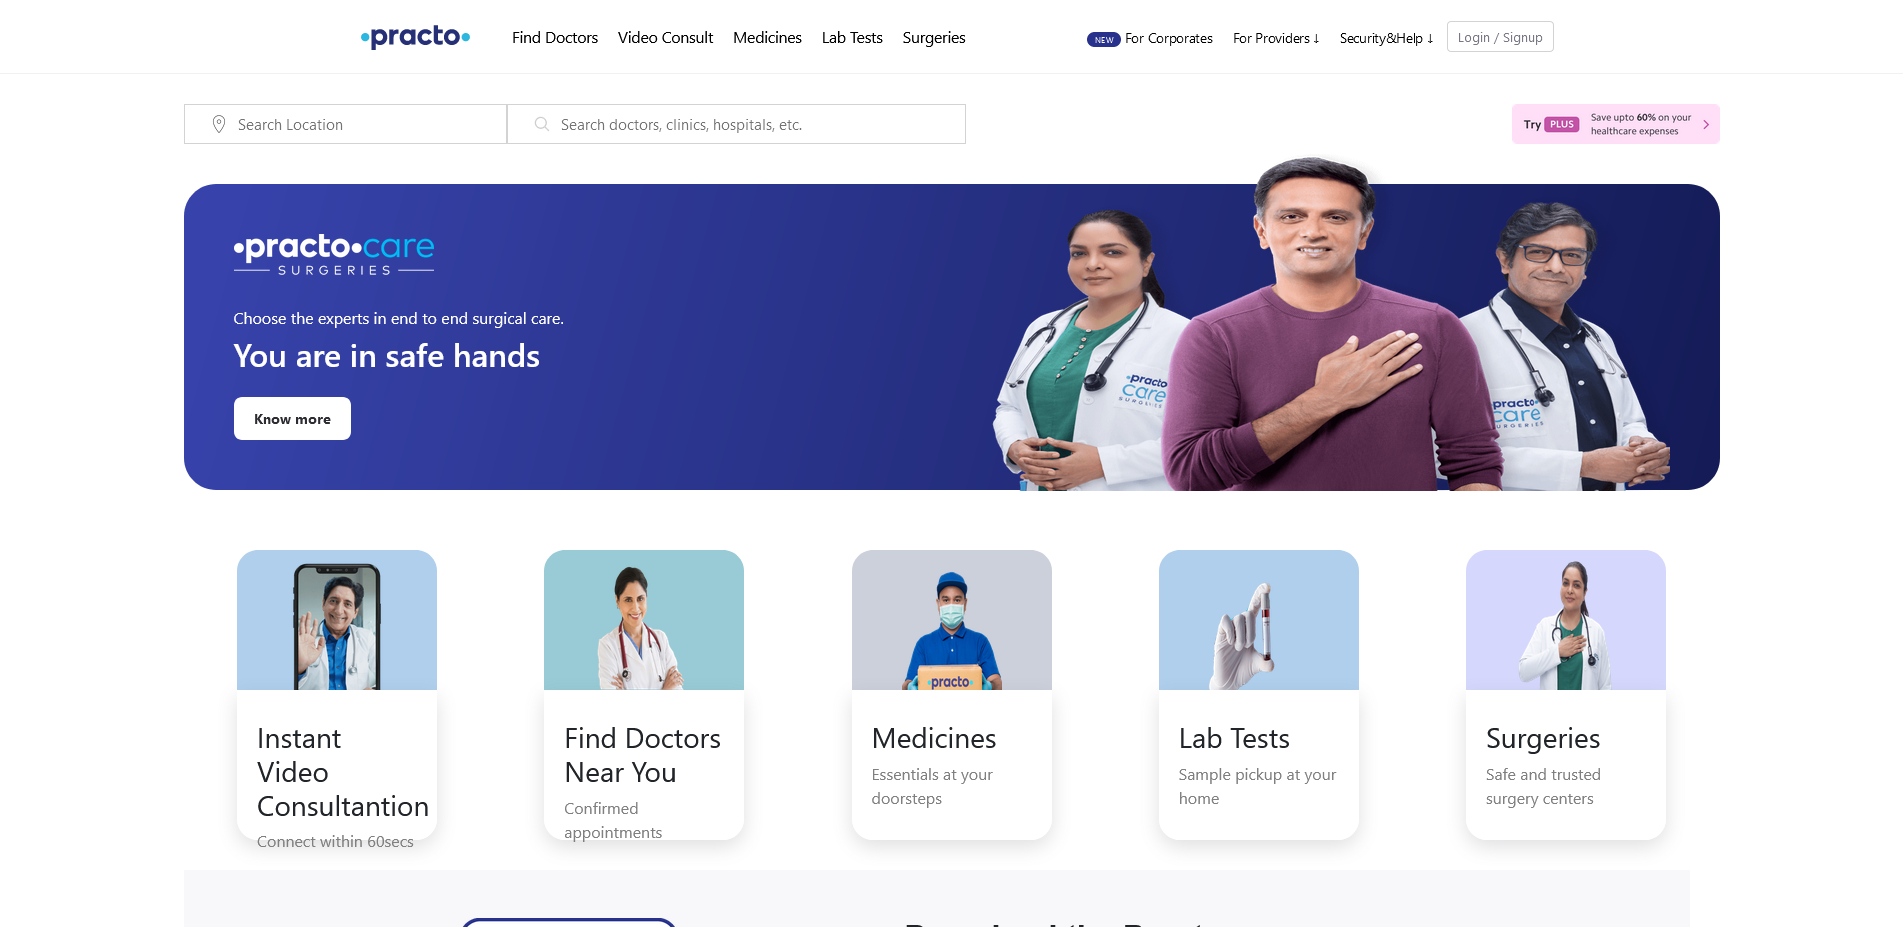 practo
Find Doctors
Video Consult
Medicines
Lab Tests
Surgeries
NEW For Corporates
For Providers ↓
Security&Help ↓
Login / Signup
Search Location
Search doctors, clinics, hospitals, etc.
Try PLUS
Save upto 60% on your
healthcare expenses
practo care
SURGERIES
Choose the experts in end to end surgical care.
You are in safe hands
Know more
practo
care
SURGERIES
practo
care
SURGERIES
practo
Instant
Video
Consultantion
Connect within 60secs
Find Doctors
Near You
Confirmed
appointments
Medicines
Essentials at your
doorsteps
Lab Tests
Sample pickup at your
home
Surgeries
Safe and trusted
surgery centers